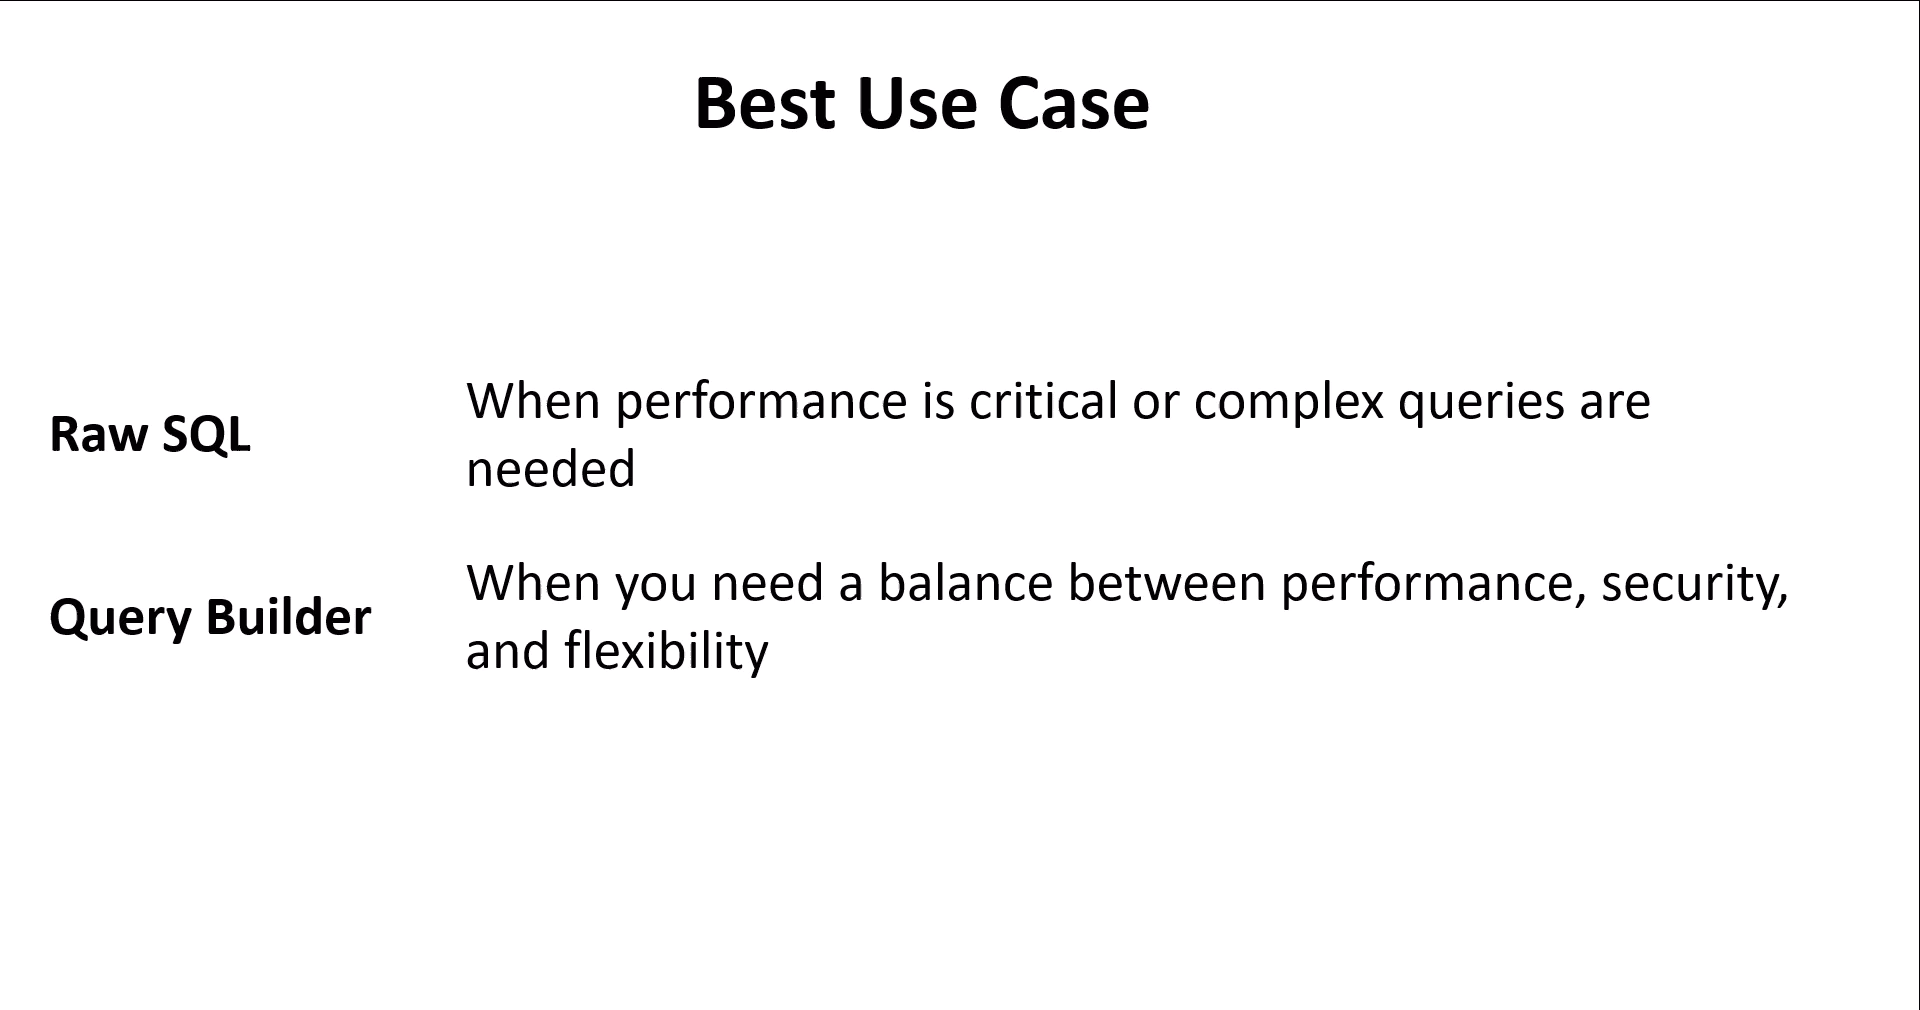 Best Use Case
Raw SQL
When performance is critical or complex queries are
needed
Query Builder
When you need a balance between performance, security,
and flexibility